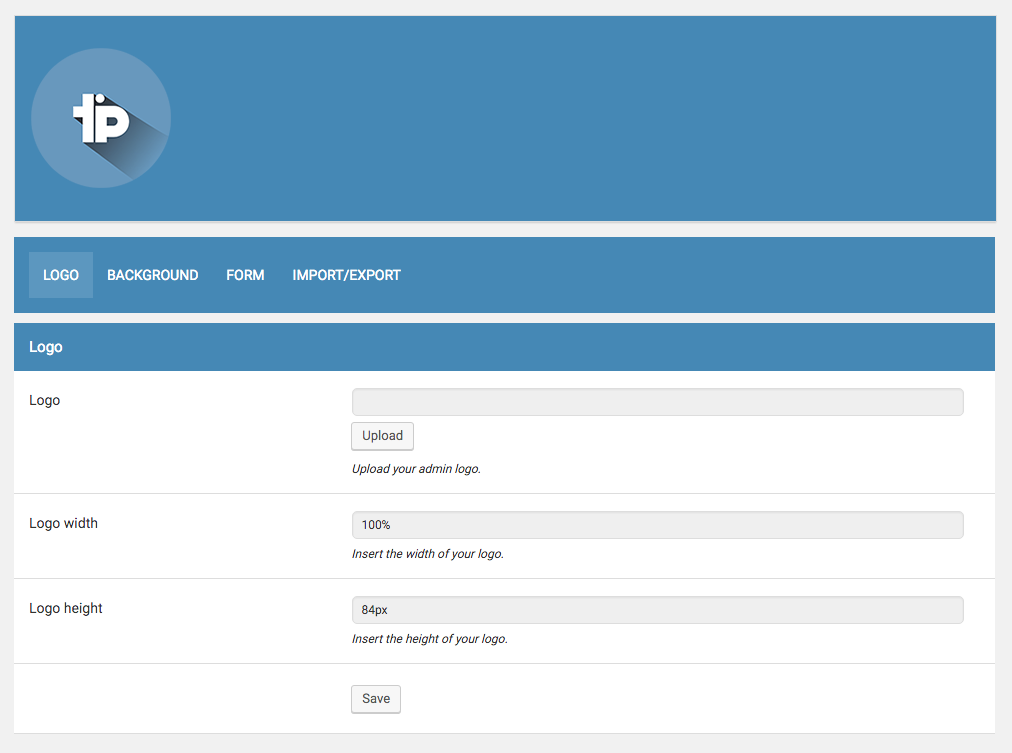 tip
LOGO BACKGROUND FORM IMPORT/EXPORT
Logo
Logo
Upload
Upload your admin logo.
Logo width 100%
Insert the width of your logo.
Logo height 84px
Insert the height of your logo.
Save